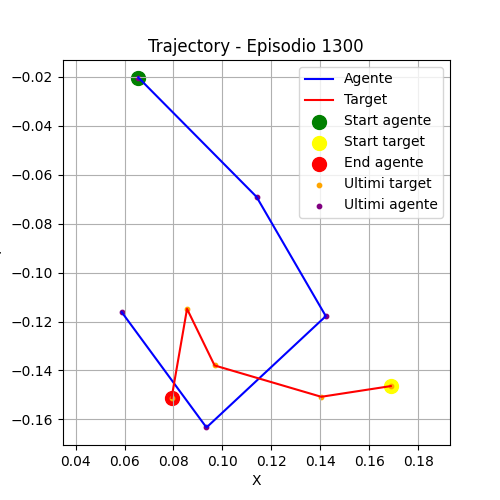 Trajectory - Episodio 1300
Agente
Target
Start agente
Start target
End agente
Ultimi target
Ultimi agente
−0.02
−0.04
−0.06
−0.08
−0.10
−0.12
−0.14
−0.16
0.04 0.06 0.08 0.10 0.12 0.14 0.16 0.18
X